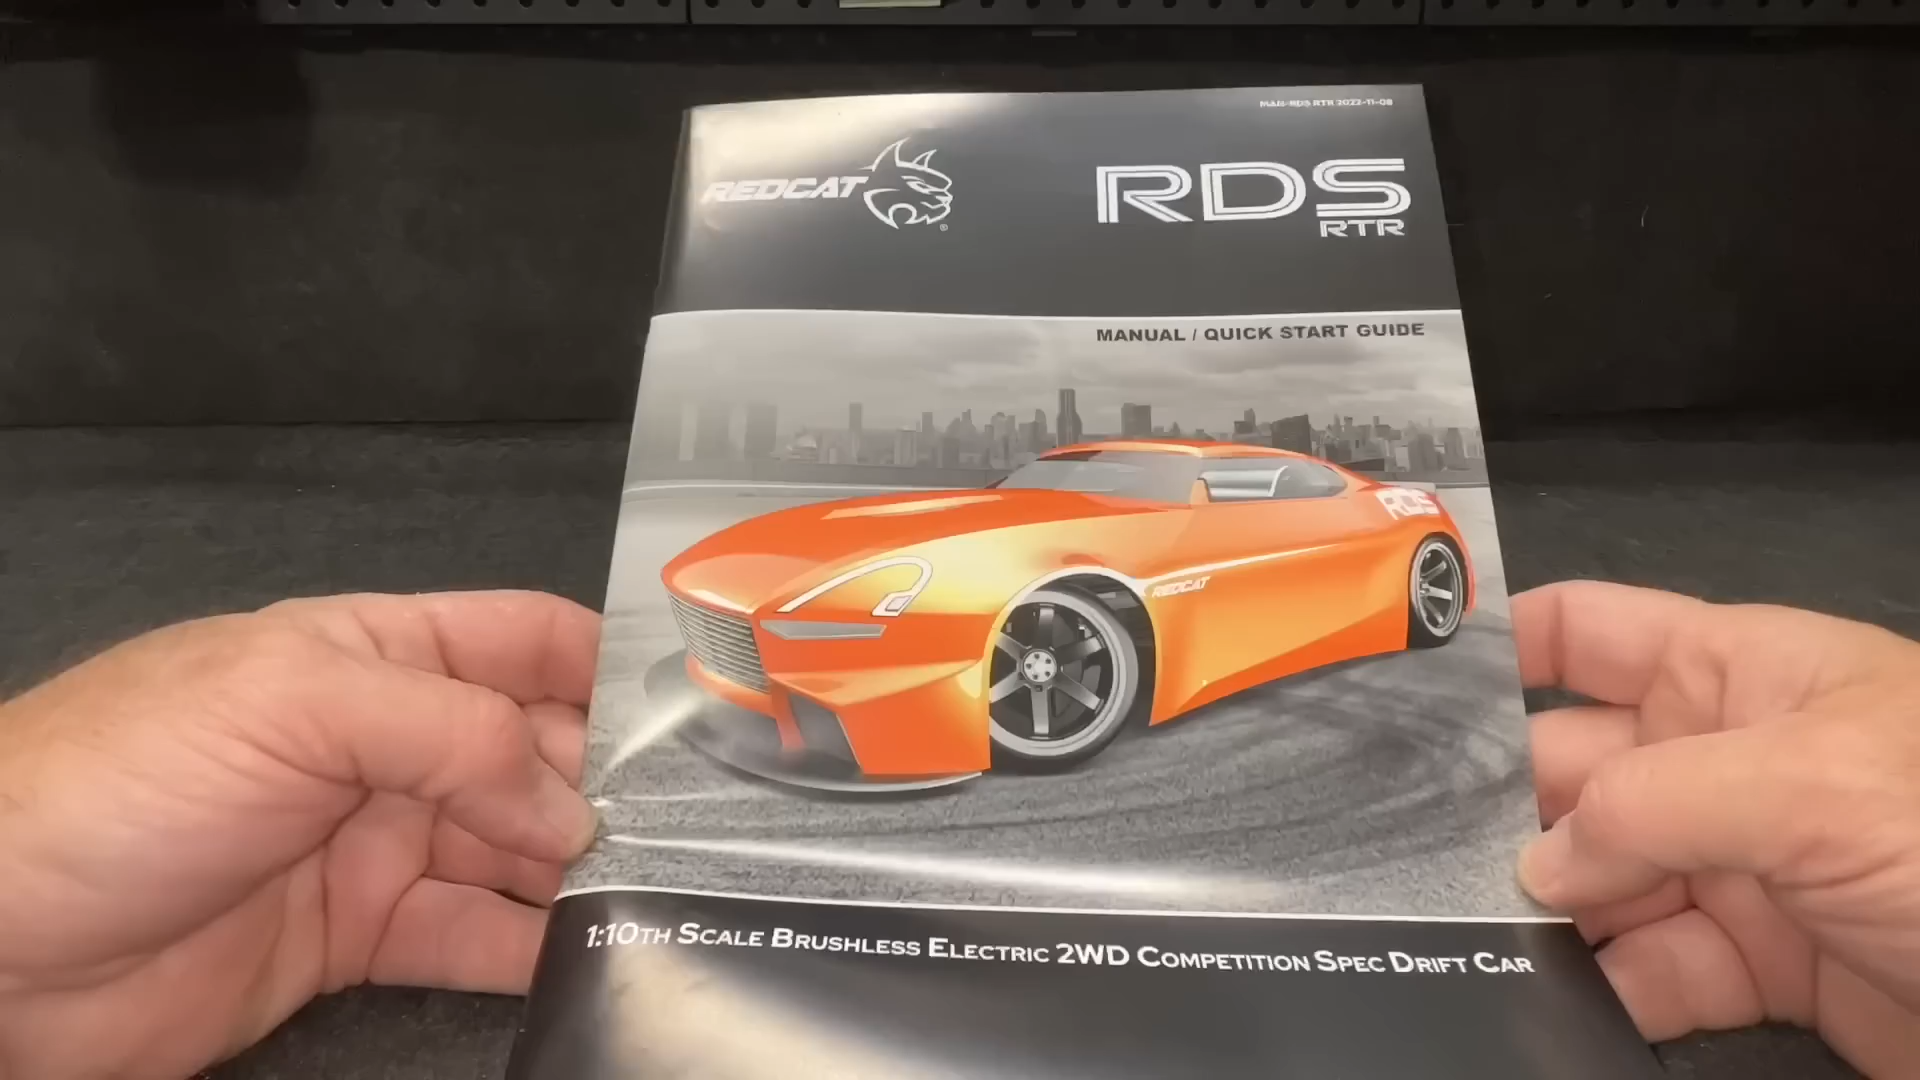 MAN-RDS RTR 2022-11-08
REDCAT
RDS
RTR
MANUAL / QUICK START GUIDE
RDS
REDCAT
1:10TH SCALE BRUSHLESS ELECTRIC 2WD COMPETITION SPEC DRIFT CAR